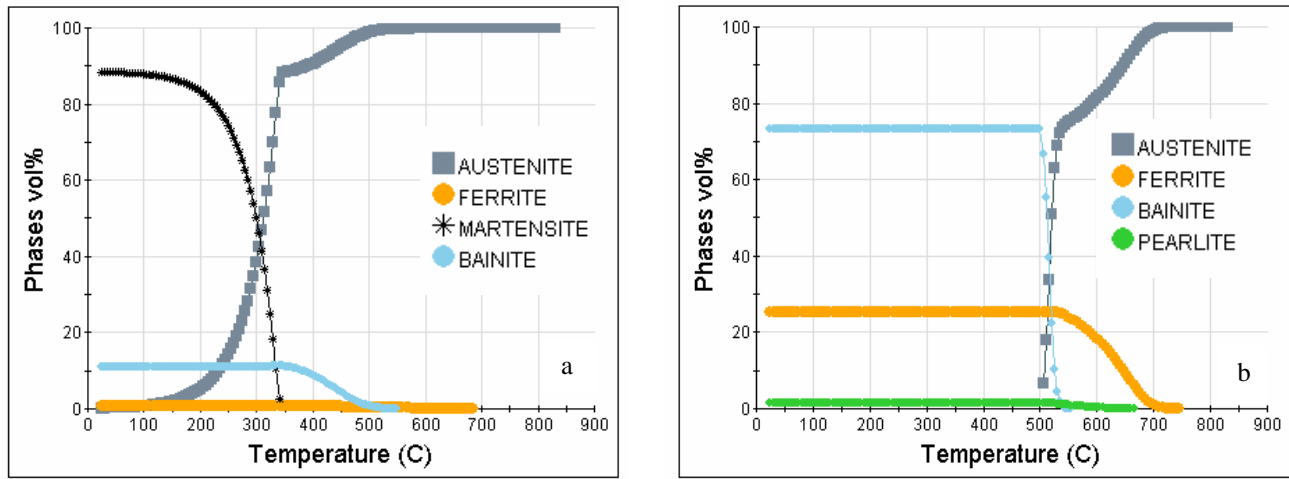 Phases vol%
100
80
60
40
20
0
AUSTENITE
FERRITE
MARTENSITE
BAINITE
a
0 100 200 300 400 500 600 700 800 900
Temperature (C)
Phases vol%
100
80
60
40
20
0
AUSTENITE
FERRITE
BAINITE
PEARLITE
b
0 100 200 300 400 500 600 700 800 900
Temperature (C)